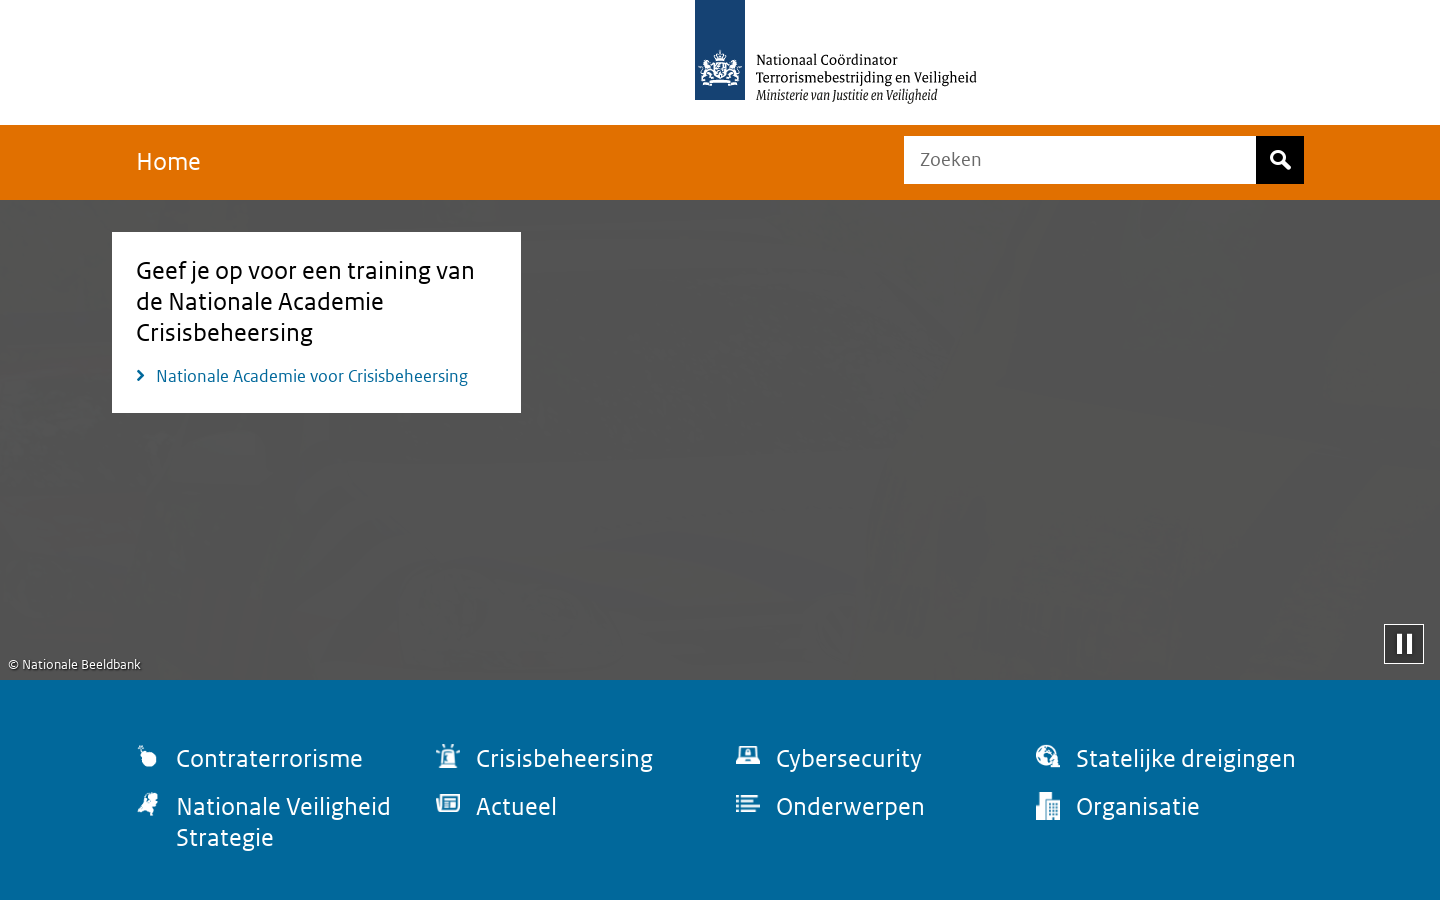 Nationaal Coördinator
Terrorismebestrijding en Veiligheid
Ministerie van Justitie en Veiligheid
Home
Zoeken
Geef je op voor een training van
de Nationale Academie
Crisisbeheersing
Nationale Academie voor Crisisbeheersing
© Nationale Beeldbank
Contraterrorisme
Crisisbeheersing
Cybersecurity
Statelijke dreigingen
Nationale Veiligheid
Strategie
Actueel
Onderwerpen
Organisatie